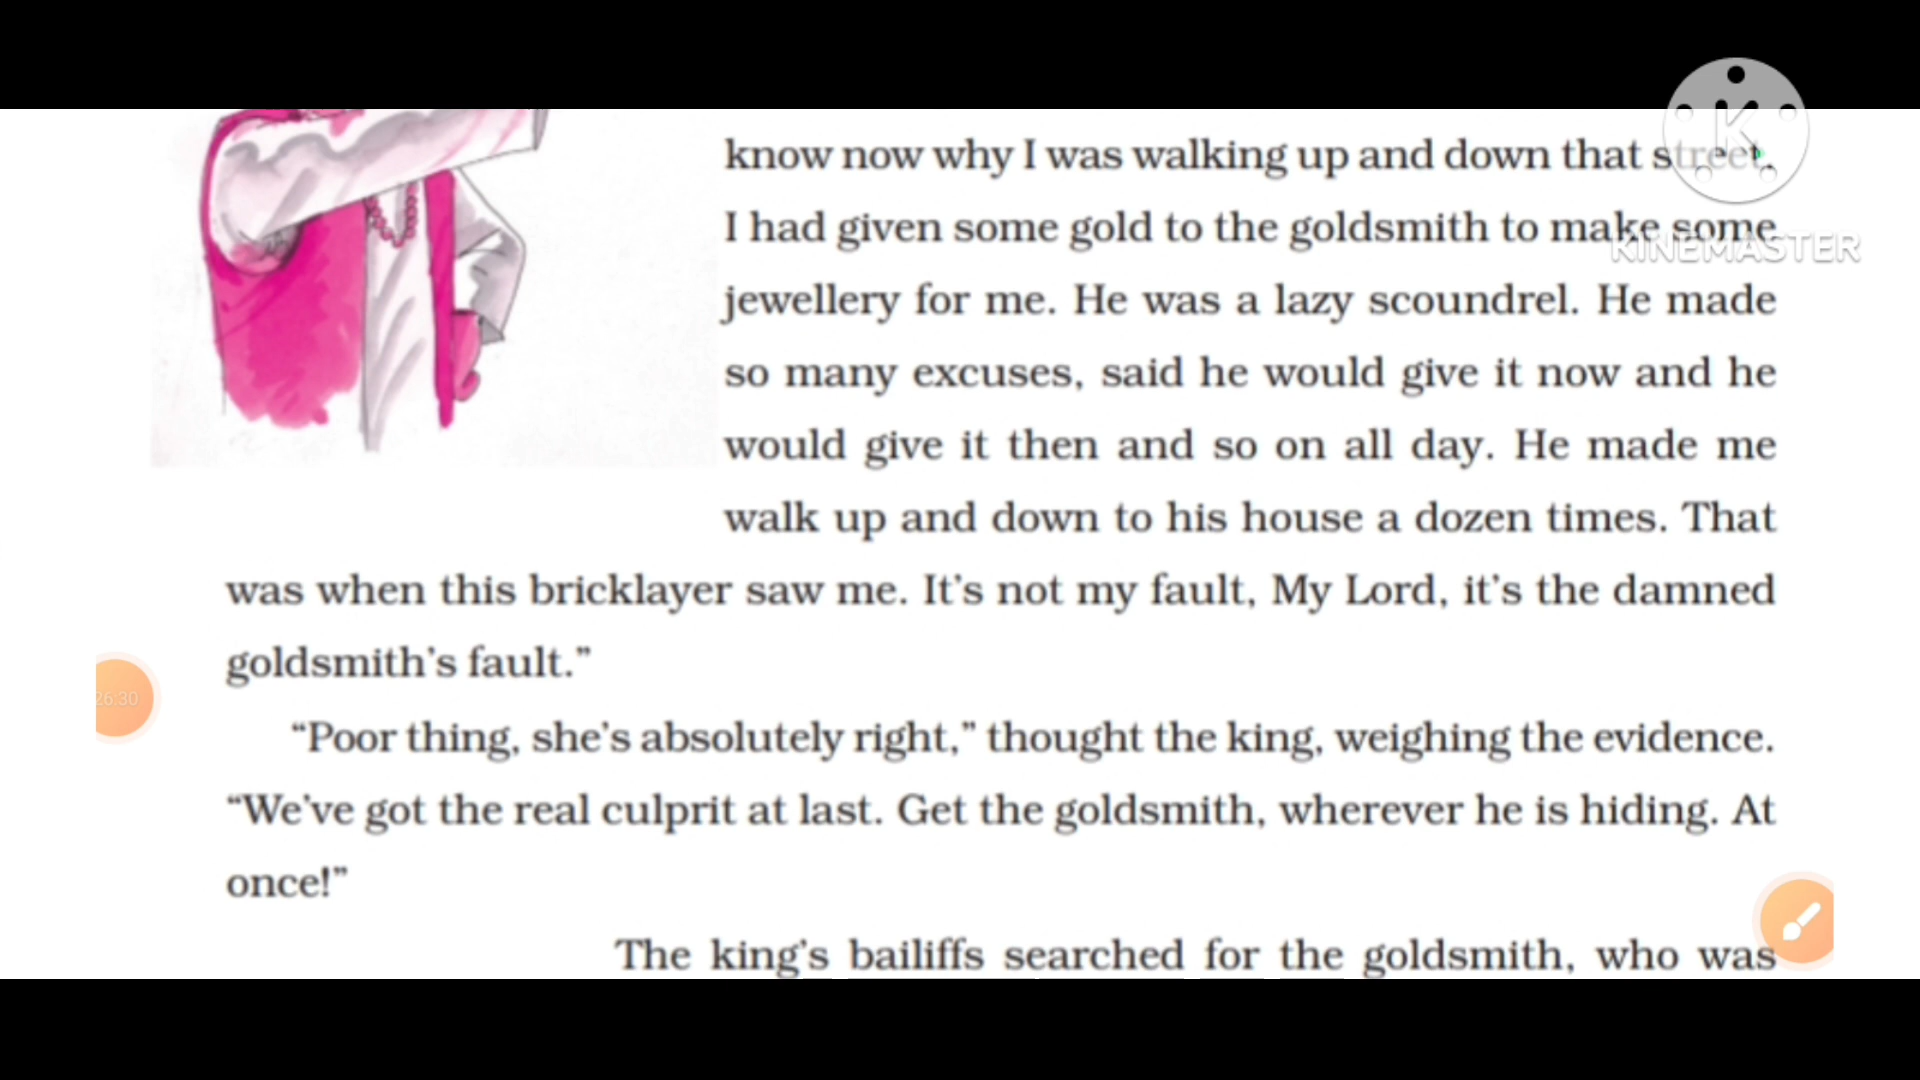 know now why I was walking up and down that street.
I had given some gold to the goldsmith to make some
jewellery for me. He was a lazy scoundrel. He made
so many excuses, said he would give it now and he
would give it then and so on all day. He made me
walk up and down to his house a dozen times. That
was when this bricklayer saw me. It's not my fault, My Lord, it's the damned
goldsmith's fault.”
“Poor thing, she's absolutely right,” thought the king, weighing the evidence.
“We've got the real culprit at last. Get the goldsmith, wherever he is hiding. At
once!”
The king's bailiffs searched for the goldsmith, who was
K
KINEMASTER
26:30